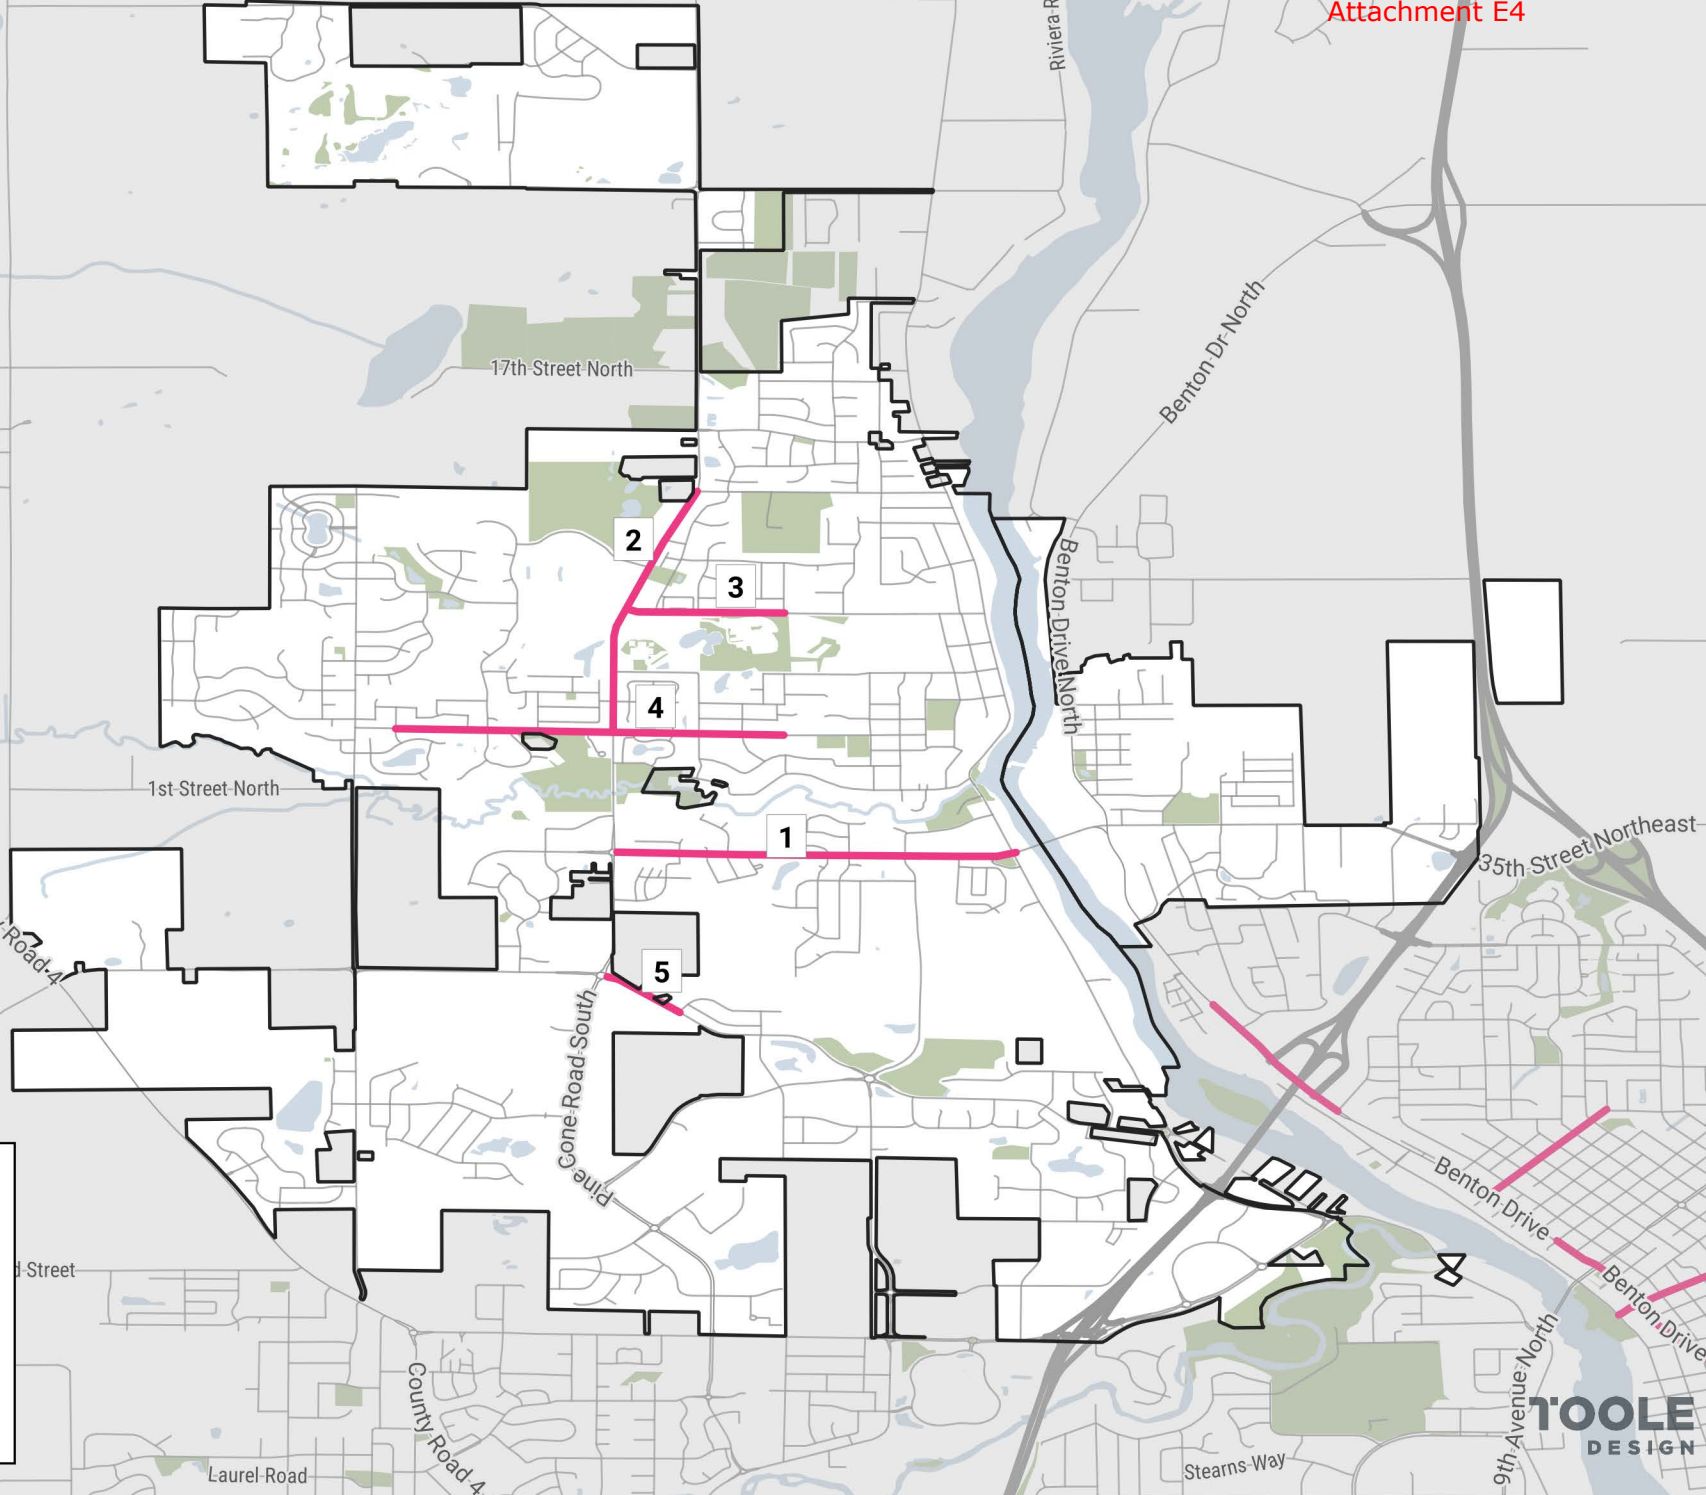 Attachment E4
Riviera-R
Benton-Dr-North
17th-Street North
2
3
Benton-Drive-North
4
1st-Street North
1
35th-Street Northeast
-Road-4
5
Pine-Cone-Road-South
Benton-Drive
d-Street
Benton-Drive
County Road-4
9th-Avenue-North
TOOLE
DESIGN
Laurel-Road
Stearns-Way